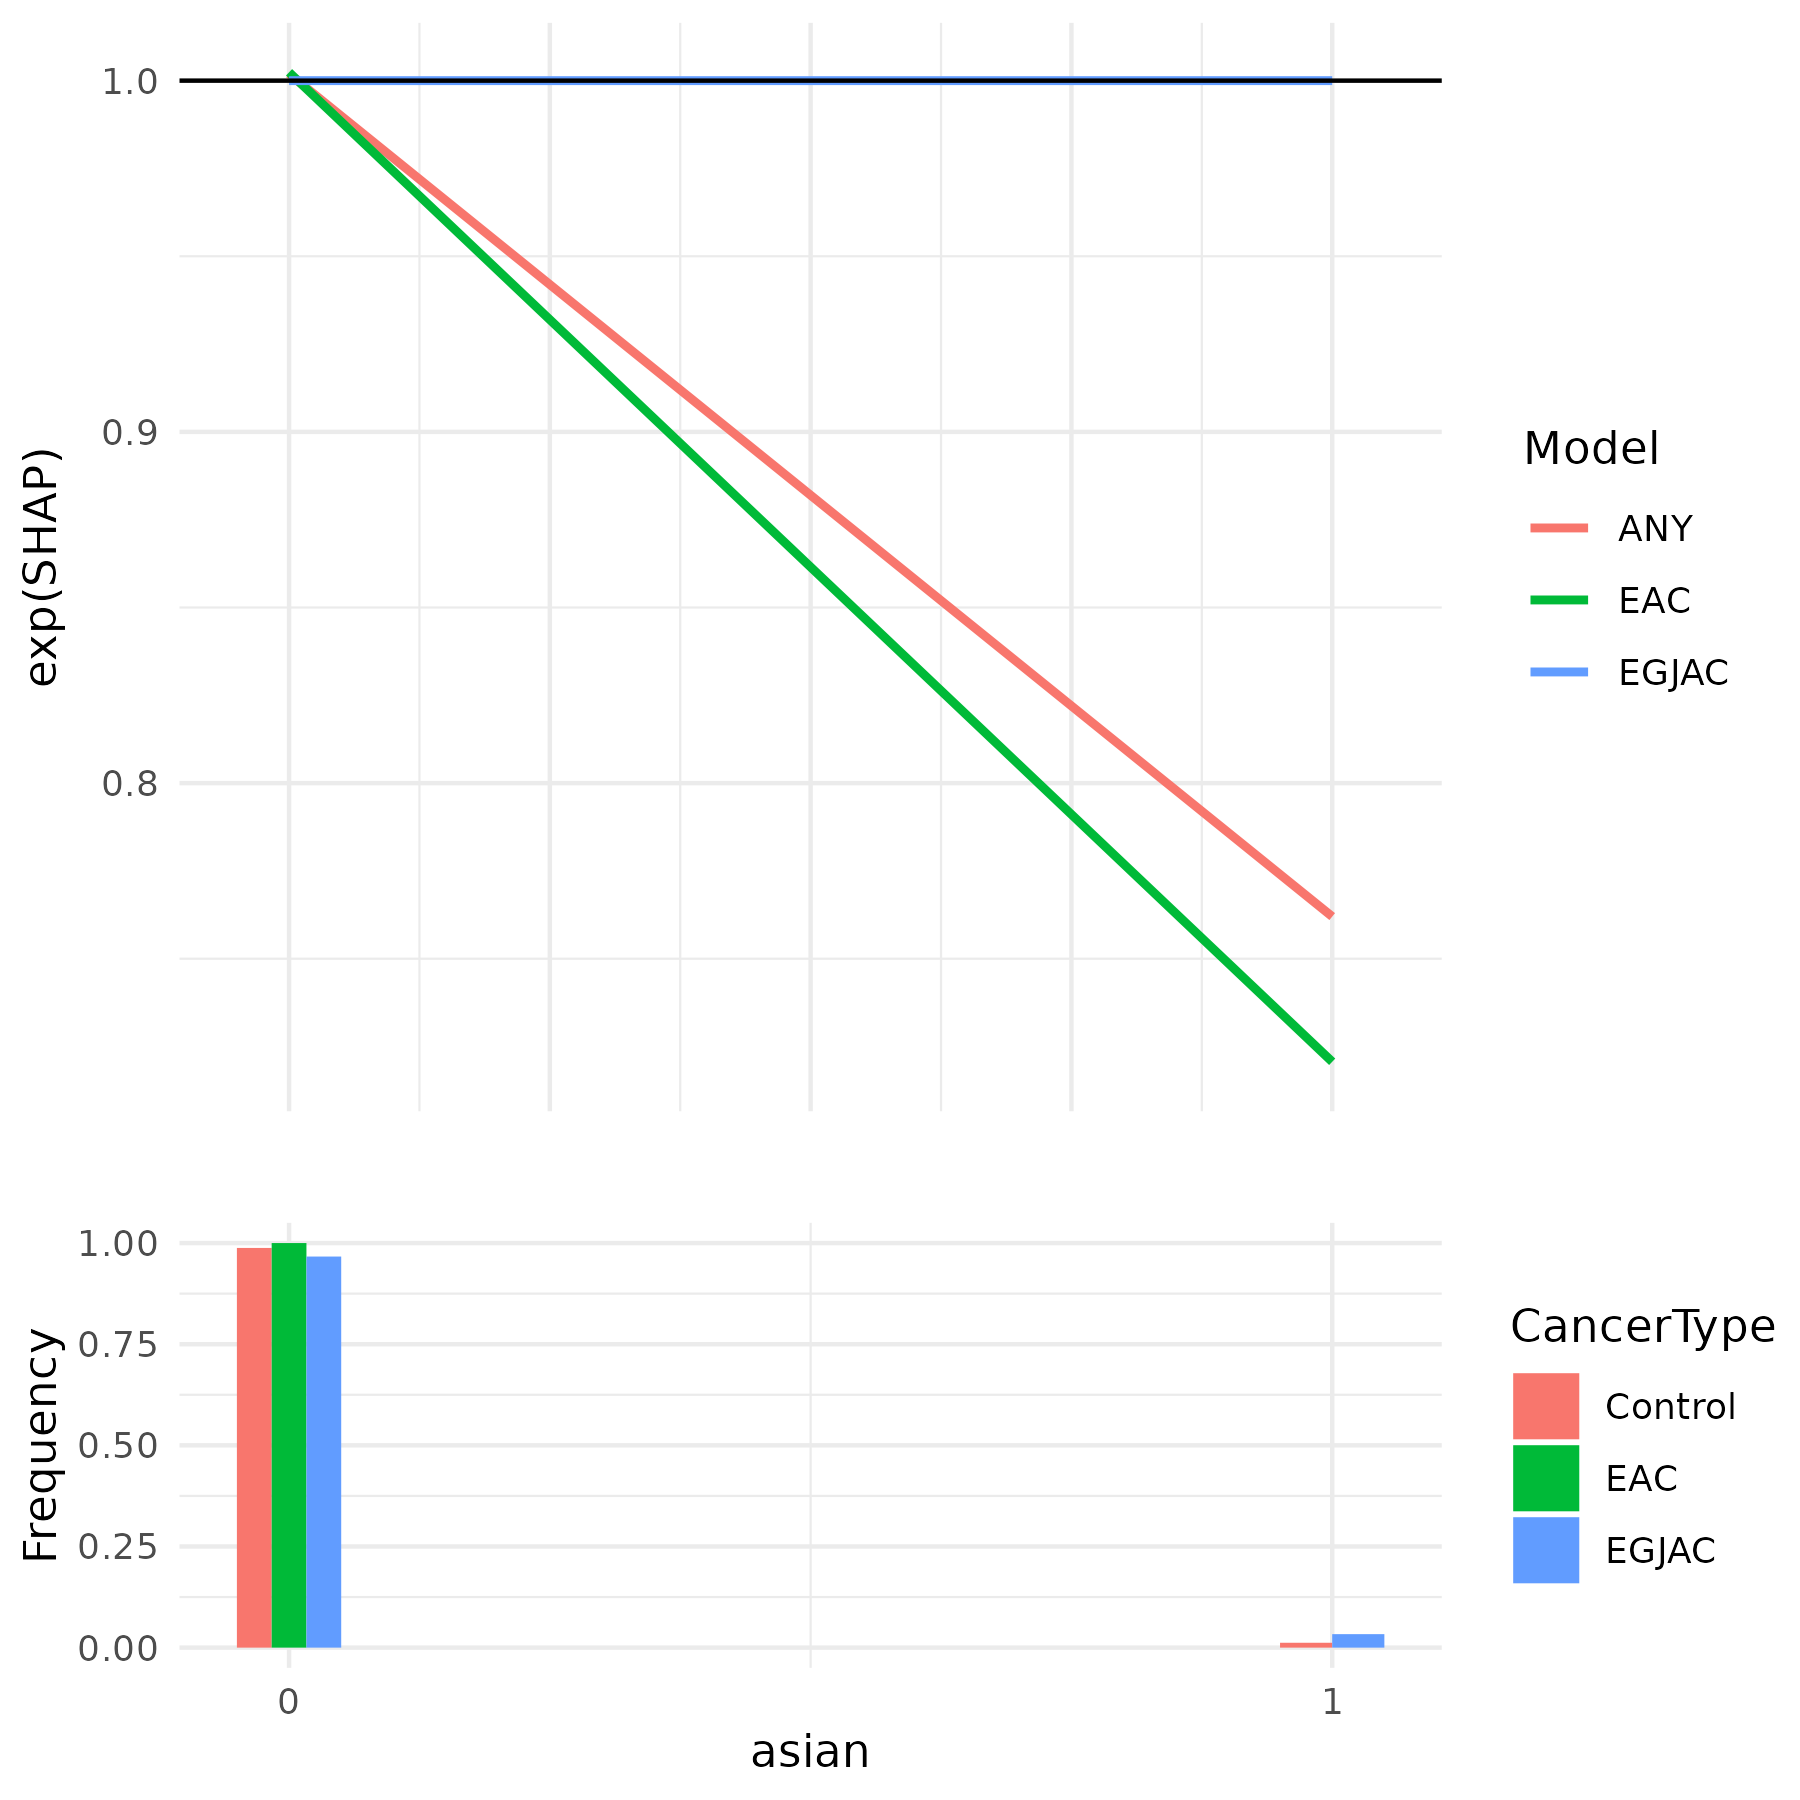 1.0
0.9
0.8
exp(SHAP)
Model
ANY
EAC
EGJAC
1.00
0.75
0.50
0.25
0.00
Frequency
0
1
asian
CancerType
Control
EAC
EGJAC